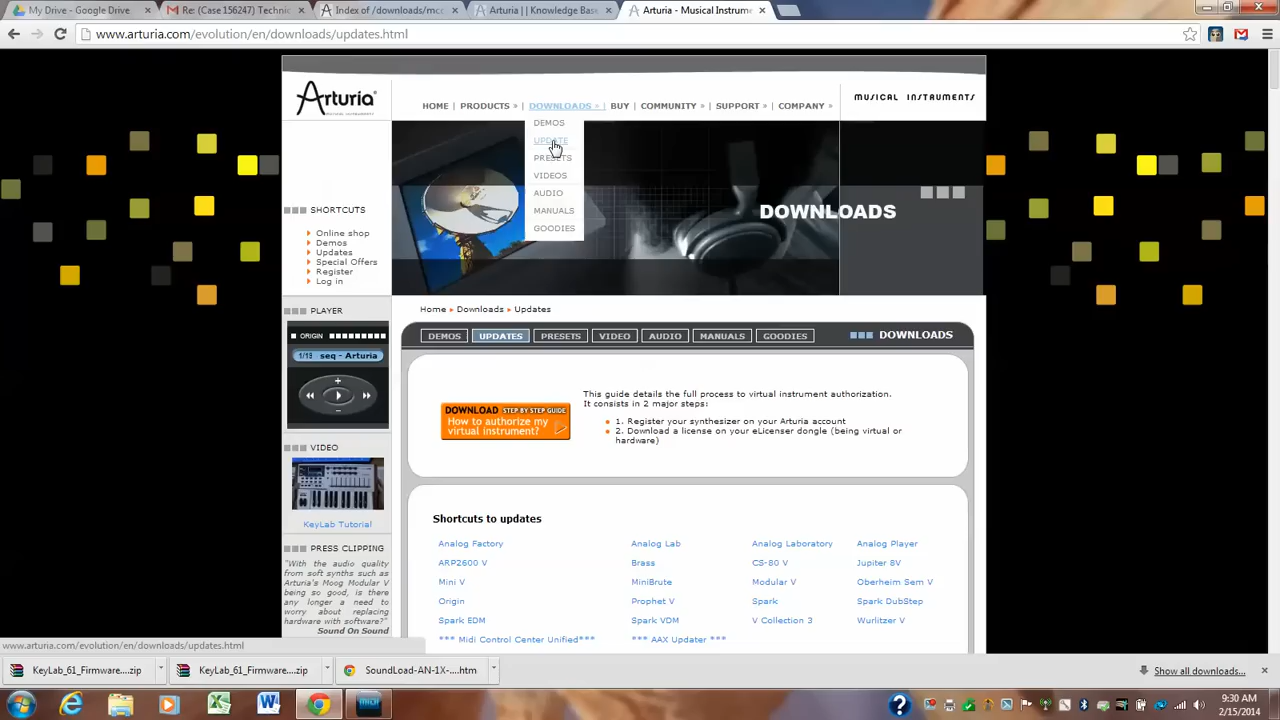 My Drive - Google Drive
Re: (Case 156247) Technic
Index of /downloads/mcc
Arturia | | Knowledge Base
Arturia - Musical Instrum
www.arturia.com/evolution/en/downloads/updates.html
Arturia
HOME | PRODUCTS » | DOWNLOADS » | BUY | COMMUNITY » | SUPPORT » | COMPANY »
MUSICAL INSTRUMENTS
DEMOS
UPDATE
PRESETS
VIDEOS
AUDIO
MANUALS
GOODIES
DOWNLOADS
SHORTCUTS
Online shop
Demos
Updates
Special Offers
Register
Log in
PLAYER
ORIGIN
1/13 seq - Arturia
VIDEO
KeyLab Tutorial
PRESS CLIPPING
"With the audio quality
from soft synths such as
Arturia's Moog Modular V
being so good, is there
any longer a need to
worry about replacing
hardware with software?"
Sound On Sound
Home Downloads Updates
DEMOS UPDATES PRESETS VIDEO AUDIO MANUALS GOODIES DOWNLOADS
DOWNLOAD STEP BY STEP GUIDE
How to authorize my
virtual instrument?
This guide details the full process to virtual instrument authorization.
It consists in 2 major steps:
1. Register your synthesizer on your Arturia account
2. Download a license on your eLicenser dongle (being virtual or
hardware)
Shortcuts to updates
Analog Factory Analog Lab Analog Laboratory Analog Player
ARP2600 V Brass CS-80 V Jupiter 8V
Mini V MiniBrute Modular V Oberheim Sem V
Origin Prophet V Spark Spark DubStep
Spark EDM Spark VDM V Collection 3 Wurlitzer V
*** Midi Control Center Unified*** *** AAX Updater ***
www.arturia.com/evolution/en/downloads/updates.html
KeyLab_61_Firmware....zip
KeyLab_61_Firmware....zip
SoundLoad-AN-1X-....htm
Show all downloads...
9:30 AM
2/15/2014